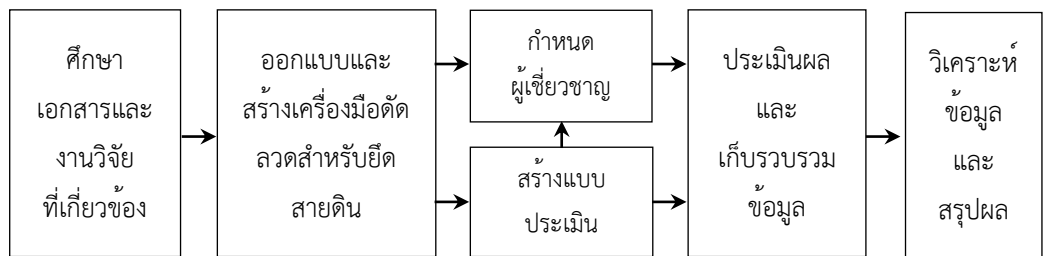 ศึกษา
เอกสารและ
งานวิจัย
ที่เกี่ยวข้อง
ออกแบบและ
สร้างเครื่องมือดัด
ลวดสำหรับยึด
สายดิน
กำหนด
ผู้เชี่ยวชาญ
สร้างแบบ
ประเมิน
ประเมินผล
และ
เก็บรวบรวม
ข้อมูล
วิเคราะห์
ข้อมูล
และ
สรุปผล